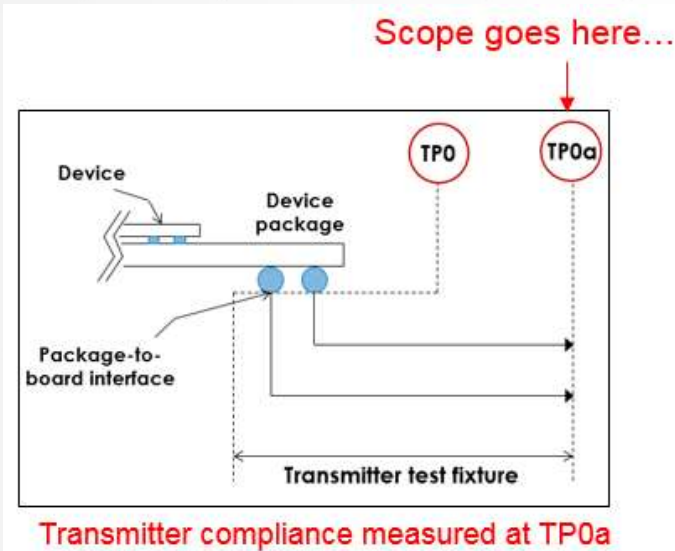 Scope goes here...
TP0
TP0a
Device
Device
package
Package-to-
board interface
Transmitter test fixture
Transmitter compliance measured at TP0a